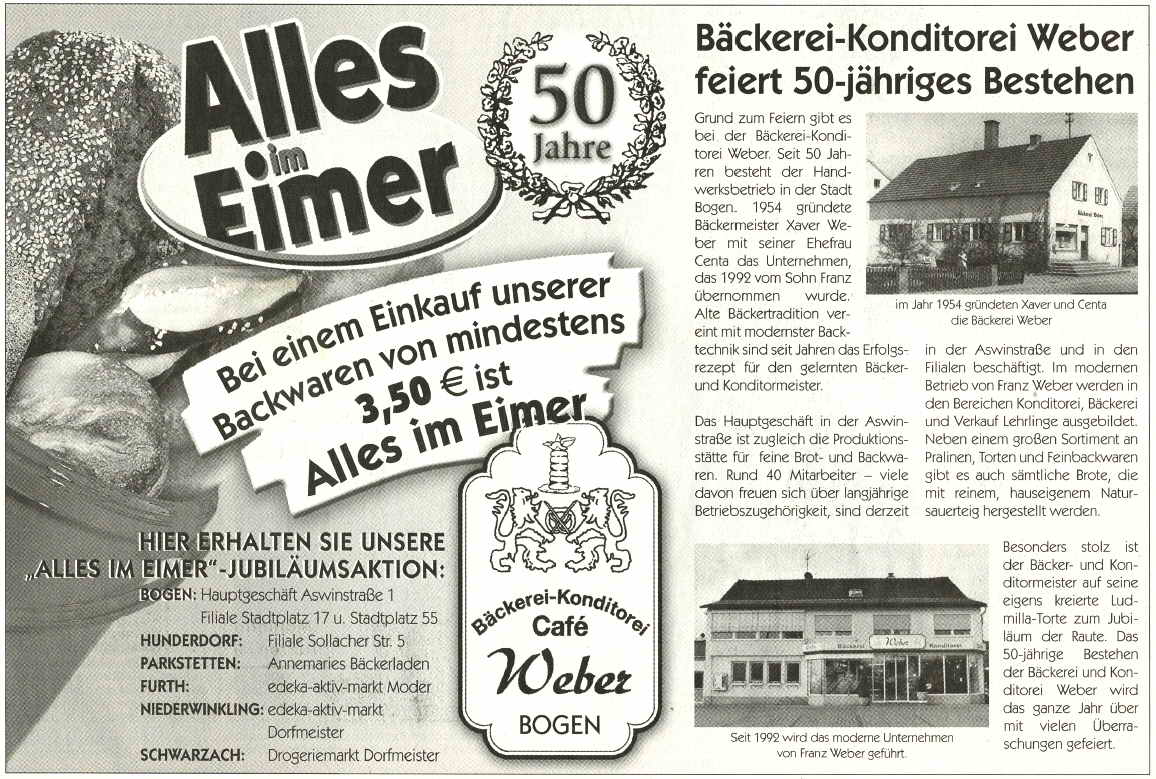 Alles
im
Eimer
50
Jahre
Bei einem Einkauf unserer
Backwaren von mindestens
3,50 € ist
Alles im Eimer
HIER ERHALTEN SIE UNSERE
„ALLES IM EIMER“-JUBILÄUMSAKTION:
BOGEN: Hauptgeschäft Aswinstraße 1
Filiale Stadtplatz 17 u. Stadtplatz 55
HUNDERDORF: Filiale Sollacher Str. 5
PARKSTETTEN: Annemaries Bäckerladen
FURTH: edeka-aktiv-markt Moder
NIEDERWINKLING: edeka-aktiv-markt
Dorfmeister
SCHWARZACH: Drogeriemarkt Dorfmeister
Bäckerei-Konditorei
Café
Weber
BOGEN
Bäckerei-Konditorei Weber
feiert 50-jähriges Bestehen
Grund zum Feiern gibt es
bei der Bäckerei-Kondi-
torei Weber. Seit 50 Jah-
ren besteht der Hand-
werksbetrieb in der Stadt
Bogen. 1954 gründete
Bäckermeister Xaver We-
ber mit seiner Ehefrau
Centa das Unternehmen,
das 1992 vom Sohn Franz
übernommen wurde.
Alte Bäckertradition ver-
eint mit modernster Back-
technik sind seit Jahren das Erfolgs-
rezept für den gelernten Bäcker-
und Konditormeister.
Das Hauptgeschäft in der Aswin-
straße ist zugleich die Produktions-
stätte für feine Brot- und Backwa-
ren. Rund 40 Mitarbeiter – viele
davon freuen sich über langjährige
Betriebszugehörigkeit, sind derzeit
Bäckerei Weber
im Jahr 1954 gründeten Xaver und Centa
die Bäckerei Weber
in der Aswinstraße und in den
Filialen beschäftigt. Im modernen
Betrieb von Franz Weber werden in
den Bereichen Konditorei, Bäckerei
und Verkauf Lehrlinge ausgebildet.
Neben einem großen Sortiment an
Pralinen, Torten und Feinbackwaren
gibt es auch sämtliche Brote, die
mit reinem, hauseigenem Natur-
sauerteig hergestellt werden.
Bäckerei Weber Konditorei
Seit 1992 wird das moderne Unternehmen
von Franz Weber geführt.
Besonders stolz ist
der Bäcker- und Kon-
ditormeister auf seine
eigens kreierte Lud-
milla-Torte zum Jubi-
läum der Raute. Das
50-jährige Bestehen
der Bäckerei und Kon-
ditorei Weber wird
das ganze Jahr über
mit vielen Überra-
schungen gefeiert.